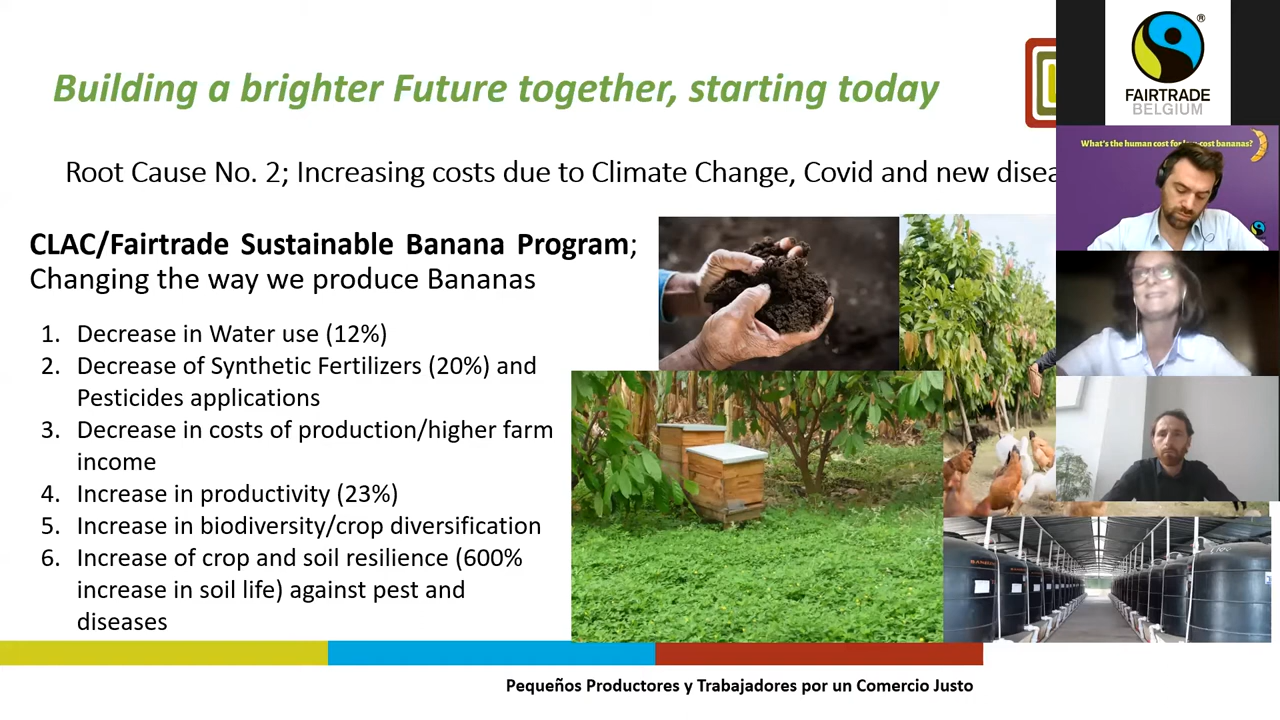 Building a brighter Future together, starting today
Root Cause No. 2; Increasing costs due to Climate Change, Covid and new
CLAC/Fairtrade Sustainable Banana Program;
Changing the way we produce Bananas
1. Decrease in Water use (12%)
2. Decrease of Synthetic Fertilizers (20%) and
Pesticides applications
3. Decrease in costs of production/higher farm
income
4. Increase in productivity (23%)
5. Increase in biodiversity/crop diversification
6. Increase of crop and soil resilience (600%
increase in soil life) against pest and
diseases
Pequeños Productores y Trabajadores por un Comercio Justo
®
FAIRTRADE
BELGIUM
What's the human cost for low-cost bananas?